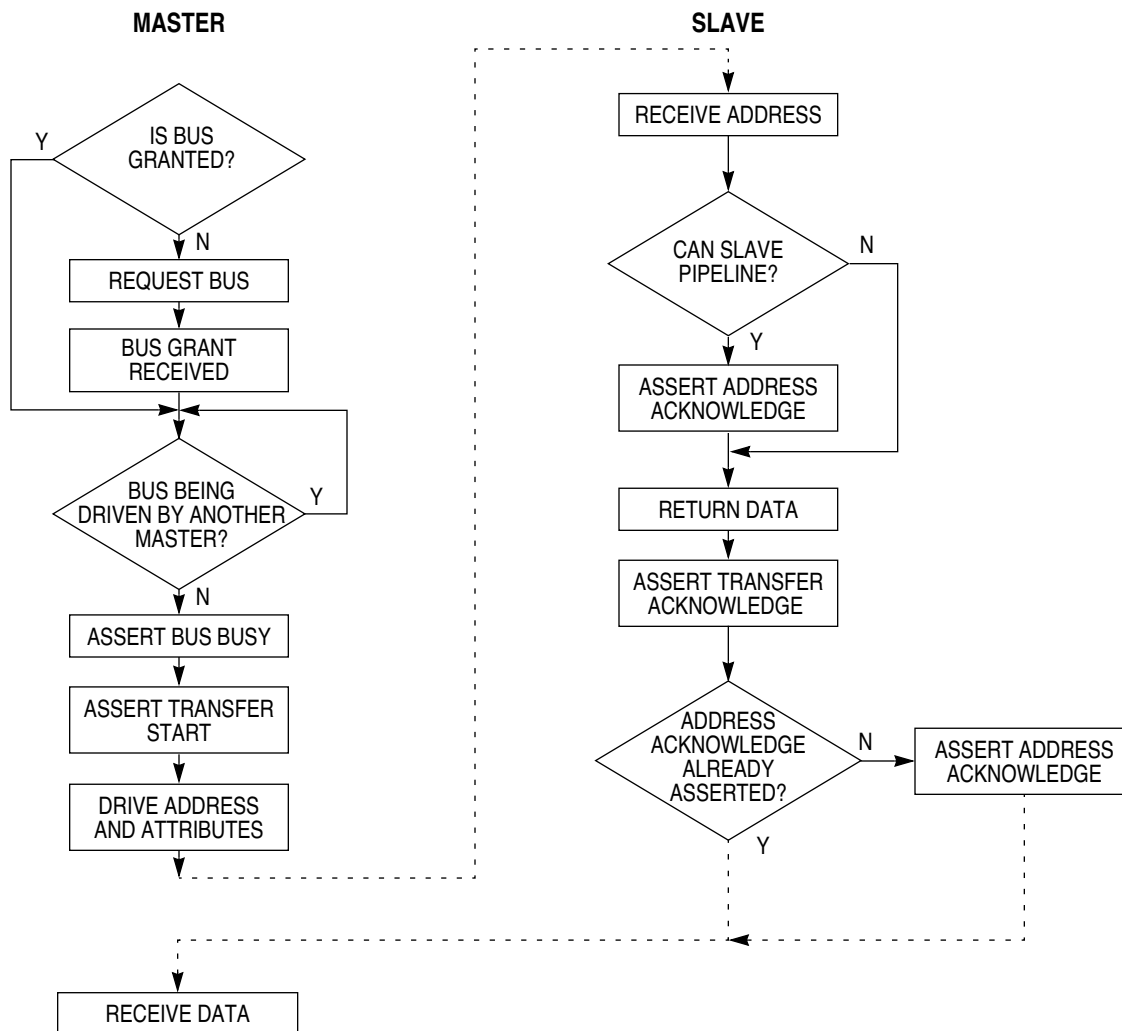 MASTER
SLAVE
IS BUS
GRANTED?
Y
N
REQUEST BUS
BUS GRANT
RECEIVED
BUS BEING
DRIVEN BY ANOTHER
MASTER?
Y
N
ASSERT BUS BUSY
ASSERT TRANSFER
START
DRIVE ADDRESS
AND ATTRIBUTES
RECEIVE ADDRESS
CAN SLAVE
PIPELINE?
N
Y
ASSERT ADDRESS
ACKNOWLEDGE
RETURN DATA
ASSERT TRANSFER
ACKNOWLEDGE
ADDRESS
ACKNOWLEDGE
ALREADY
ASSERTED?
N
Y
ASSERT ADDRESS
ACKNOWLEDGE
RECEIVE DATA